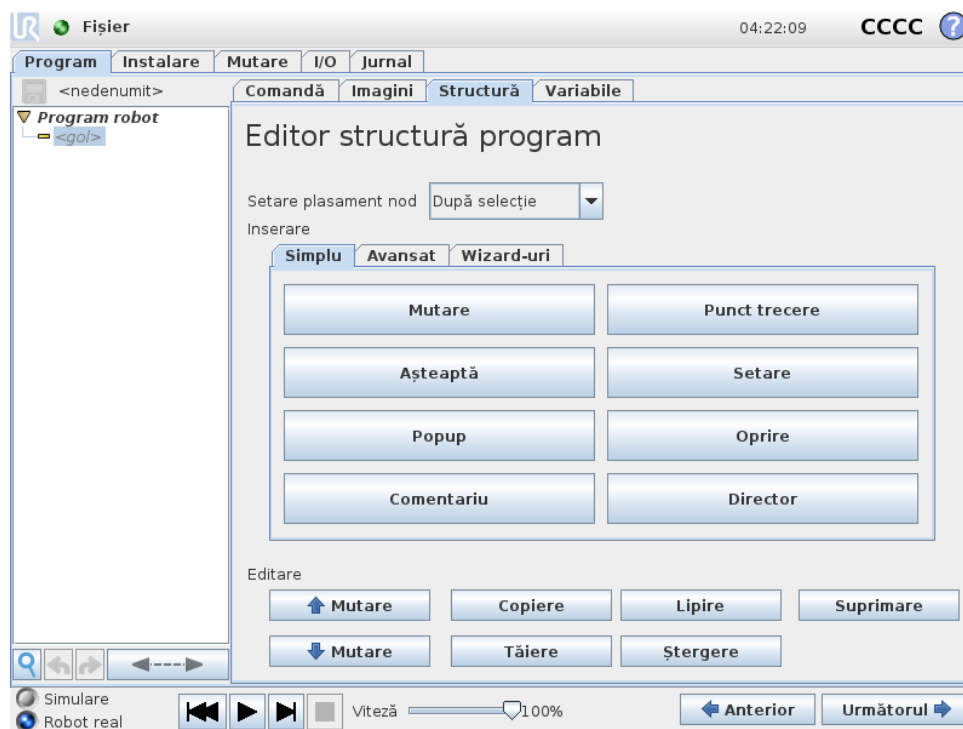 UR Fișier 04:22:09 CCCC ?
Program Instalare Mutare I/O Jurnal
<nedenumit>
Program robot
<gol>
Comandă Imagini Structură Variabile
Editor structură program
Setare plasament nod După selecție
Inserare
Simplu Avansat Wizard-uri
Mutare Punct trecere
Așteaptă Setare
Popup Oprire
Comentariu Director
Editare
Mutare Copiere Lipire Suprimare
Mutare Tăiere Ștergere
Simulare
Robot real
Viteză 100%
Anterior Următorul